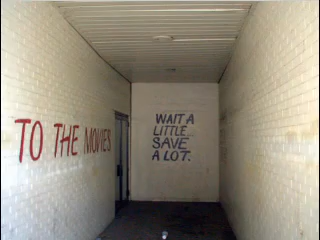 TO THE MOVIES
WAIT A
LITTLE...
SAVE
A LOT.